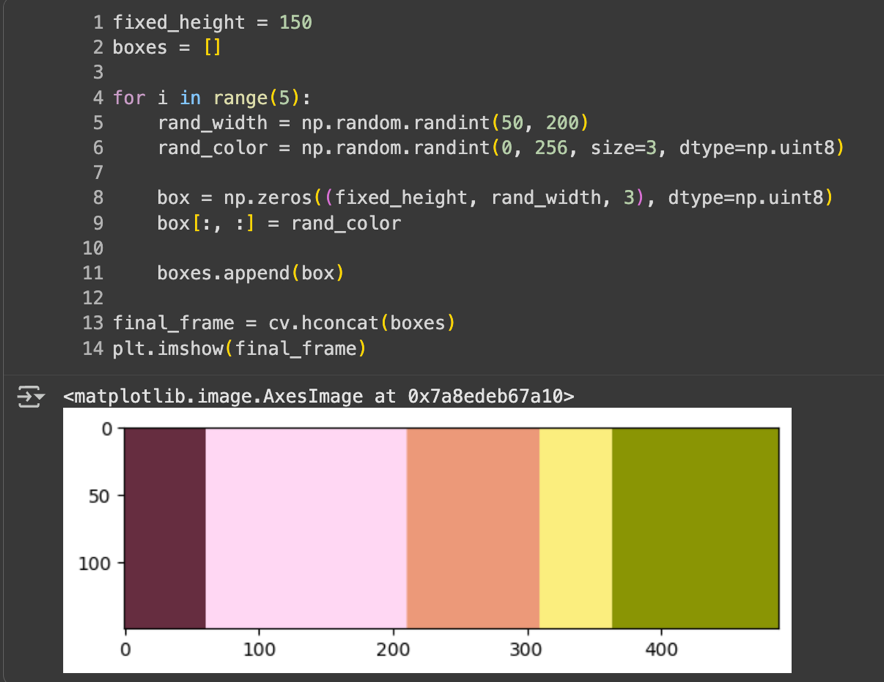 1 fixed_height = 150
2 boxes = []
3
4 for i in range(5):
5     rand_width = np.random.randint(50, 200)
6     rand_color = np.random.randint(0, 256, size=3, dtype=np.uint8)
7
8     box = np.zeros((fixed_height, rand_width, 3), dtype=np.uint8)
9     box[:, :] = rand_color
10
11     boxes.append(box)
12
13 final_frame = cv.hconcat(boxes)
14 plt.imshow(final_frame)
<matplotlib.image.AxesImage at 0x7a8edeb67a10>
0
50
100
0 100 200 300 400